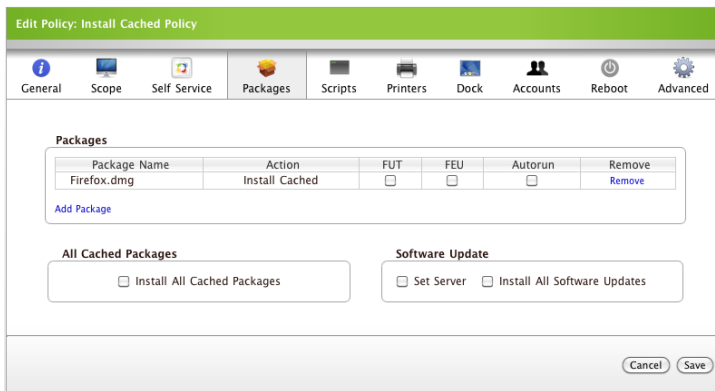 Edit Policy: Install Cached Policy
General Scope Self Service Packages Scripts Printers Dock Accounts Reboot Advanced
Packages
Package Name Action FUT FEU Autorun Remove
Firefox.dmg Install Cached Remove
Add Package
All Cached Packages Software Update
Install All Cached Packages Set Server Install All Software Updates
Cancel Save